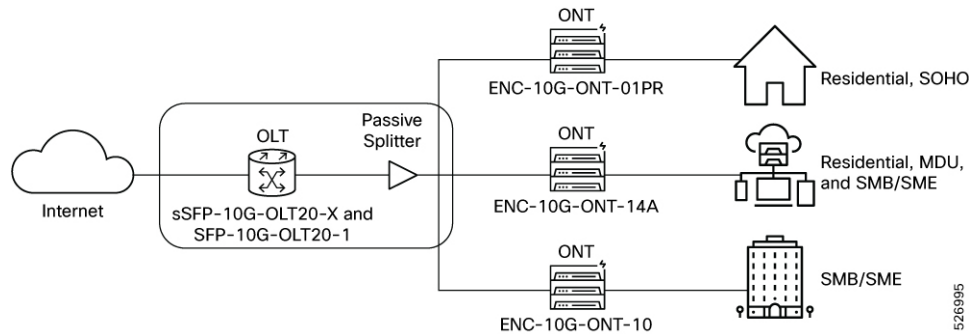 ONT
ENC-10G-ONT-01PR
Residential, SOHO
Passive
Splitter
OLT
ONT
Internet
sSFP-10G-OLT20-X and
SFP-10G-OLT20-1
ENC-10G-ONT-14A
Residential, MDU,
and SMB/SME
ONT
ENC-10G-ONT-10
SMB/SME
526995